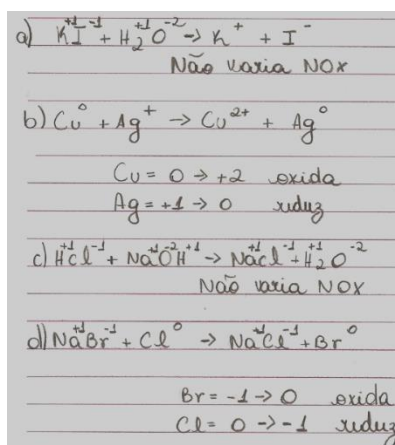 a) K⁺¹I⁻¹ + H₂⁺¹O⁻² → K⁺ + I⁻
Não varia NOX
b) Cu⁰ + Ag⁺ → Cu²⁺ + Ag⁰
Cu = 0 → +2 oxida
Ag = +1 → 0 reduz
c) H⁺¹Cl⁻¹ + Na⁺¹O⁻²H⁺¹ → Na⁺¹Cl⁻¹ + H₂⁺¹O⁻²
Não varia NOX
d) Na⁺¹Br⁻¹ + Cl⁰ → Na⁺¹Cl⁻¹ + Br⁰
Br = -1 → 0 oxida
Cl = 0 → -1 reduz